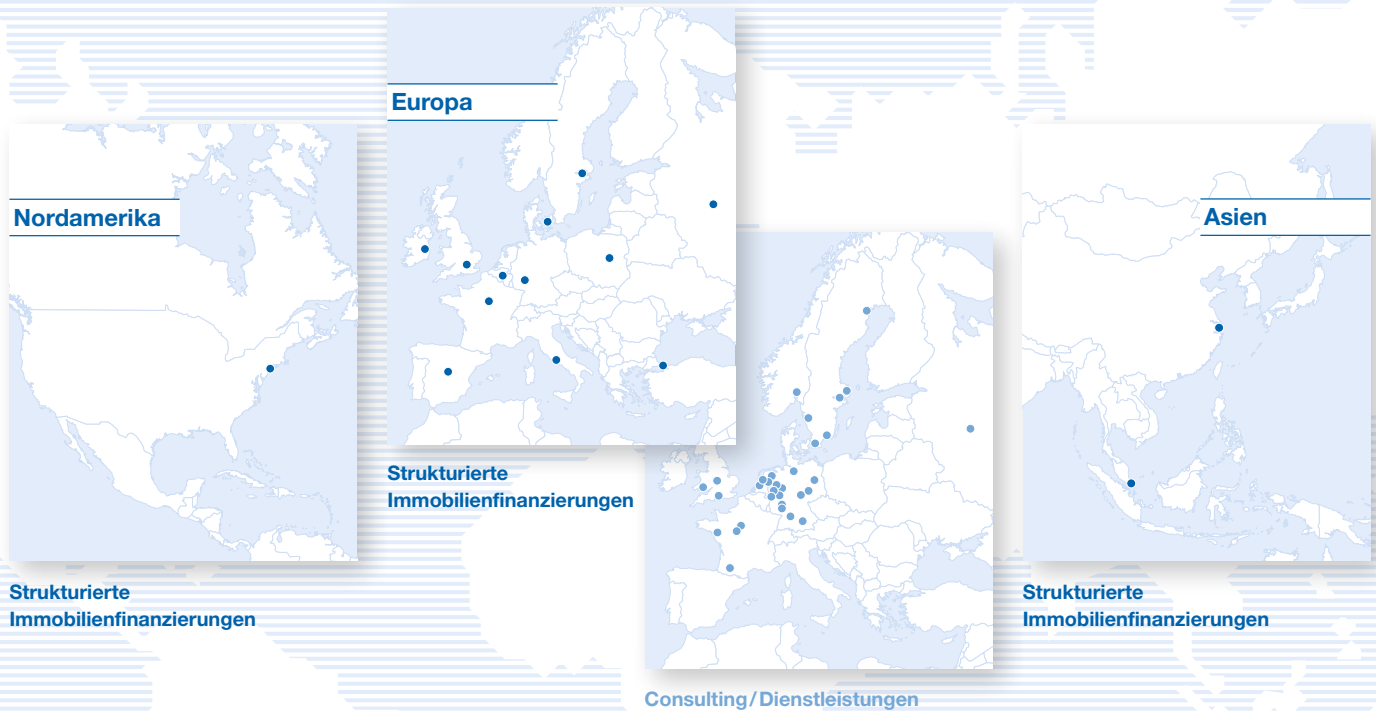 Europa
Nordamerika
Asien
Strukturierte
Immobilienfinanzierungen
Strukturierte
Immobilienfinanzierungen
Strukturierte
Immobilienfinanzierungen
Consulting/Dienstleistungen